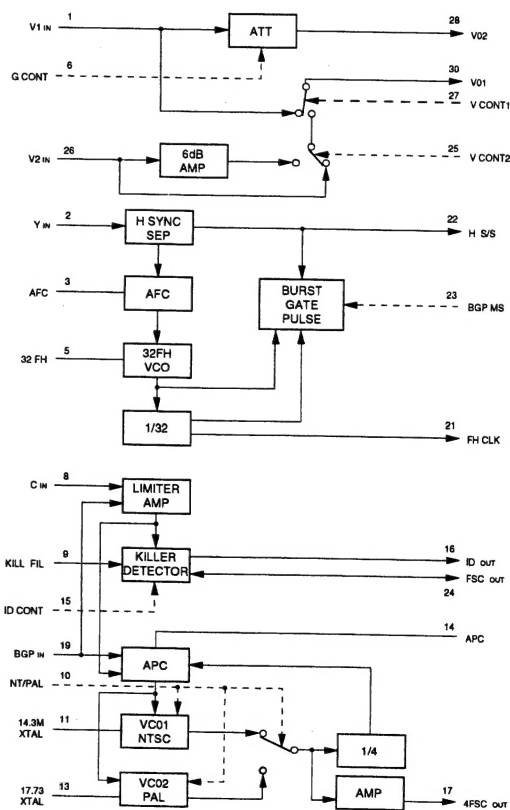 V1 IN 1 ATT 28 V02
G CONT 6
30 V01
27 V CONT1
V2 IN 26 6dB AMP 25 V CONT2
Y IN 2 H SYNC SEP 22 H S/S
AFC 3 AFC
BURST GATE PULSE 23 BGP MS
32 FH 5 32FH VCO
1/32 21 FH CLK
C IN 8 LIMITER AMP
KILL FIL 9 KILLER DETECTOR 16 ID OUT
FSC OUT
24
ID CONT 15
14 APC
BGP IN 19 APC
NT/PAL 10
14.3M XTAL 11 VC01 NTSC 1/4
17.73 XTAL 13 VC02 PAL AMP 17 4FSC OUT